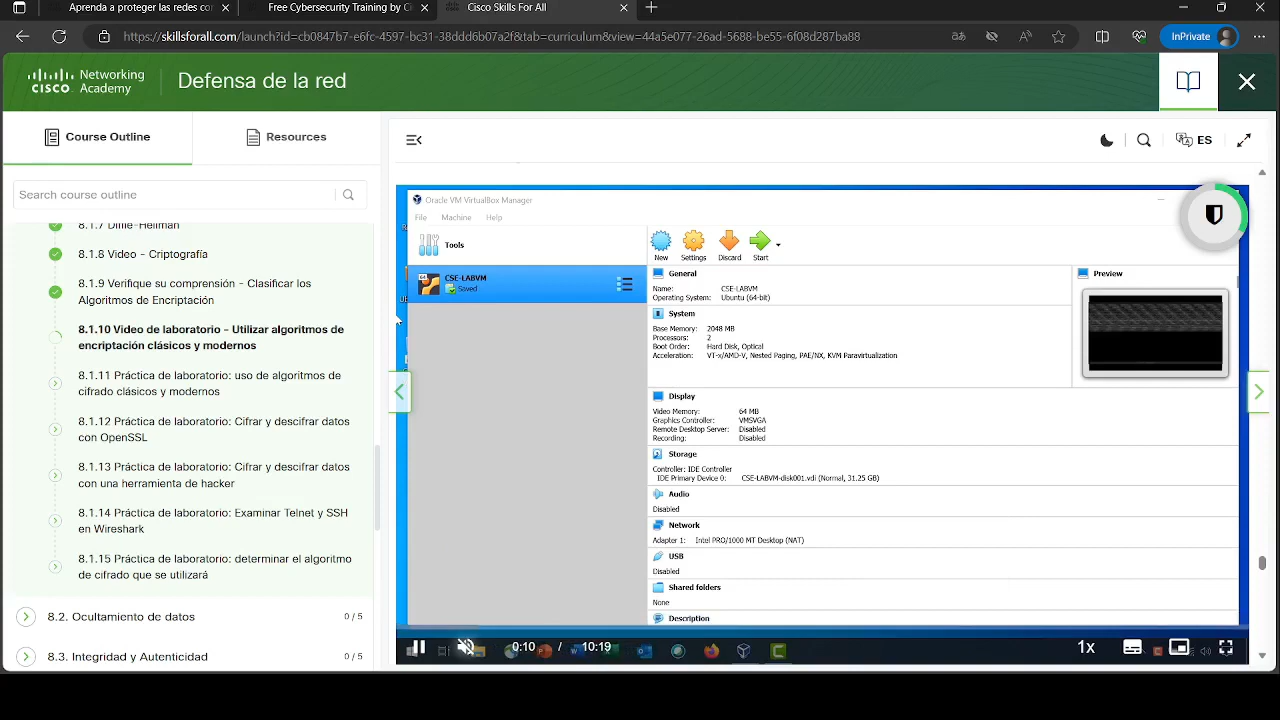 Aprenda a proteger las redes cor
Free Cybersecurity Training by Ci
Cisco Skills For All
https://skillsforall.com/launch?id=cb0847b7-e6fc-4597-bc31-38ddd6b07a2f&tab=curriculum&view=44a5e077-26ad-5688-be55-6f08d287ba88
InPrivate
CISCO
Networking
Academy
Defensa de la red
Course Outline
Resources
ES
Search course outline
8.1.7 Diffie-Hellman
8.1.8 Video - Criptografía
8.1.9 Verifique su comprensión - Clasificar los
Algoritmos de Encriptación
8.1.10 Video de laboratorio - Utilizar algoritmos de
encriptación clásicos y modernos
8.1.11 Práctica de laboratorio: uso de algoritmos de
cifrado clásicos y modernos
8.1.12 Práctica de laboratorio: Cifrar y descifrar datos
con OpenSSL
8.1.13 Práctica de laboratorio: Cifrar y descifrar datos
con una herramienta de hacker
8.1.14 Práctica de laboratorio: Examinar Telnet y SSH
en Wireshark
8.1.15 Práctica de laboratorio: determinar el algoritmo
de cifrado que se utilizará
8.2. Ocultamiento de datos 0 / 5
8.3. Integridad y Autenticidad 0 / 5
Oracle VM VirtualBox Manager
File Machine Help
Tools
New Settings Discard Start
CSE-LABVM
Saved
General
Name: CSE-LABVM
Operating System: Ubuntu (64-bit)
Preview
System
Base Memory: 2048 MB
Processors: 2
Boot Order: Hard Disk, Optical
Acceleration: VT-x/AMD-V, Nested Paging, PAE/NX, KVM Paravirtualization
Display
Video Memory: 64 MB
Graphics Controller: VMSVGA
Remote Desktop Server: Disabled
Recording: Disabled
Storage
Controller: IDE Controller
IDE Primary Device 0: CSE-LABVM-disk001.vdi (Normal, 31.25 GB)
Audio
Disabled
Network
Adapter 1: Intel PRO/1000 MT Desktop (NAT)
USB
Disabled
Shared folders
None
Description
0:10 / 10:19
1x